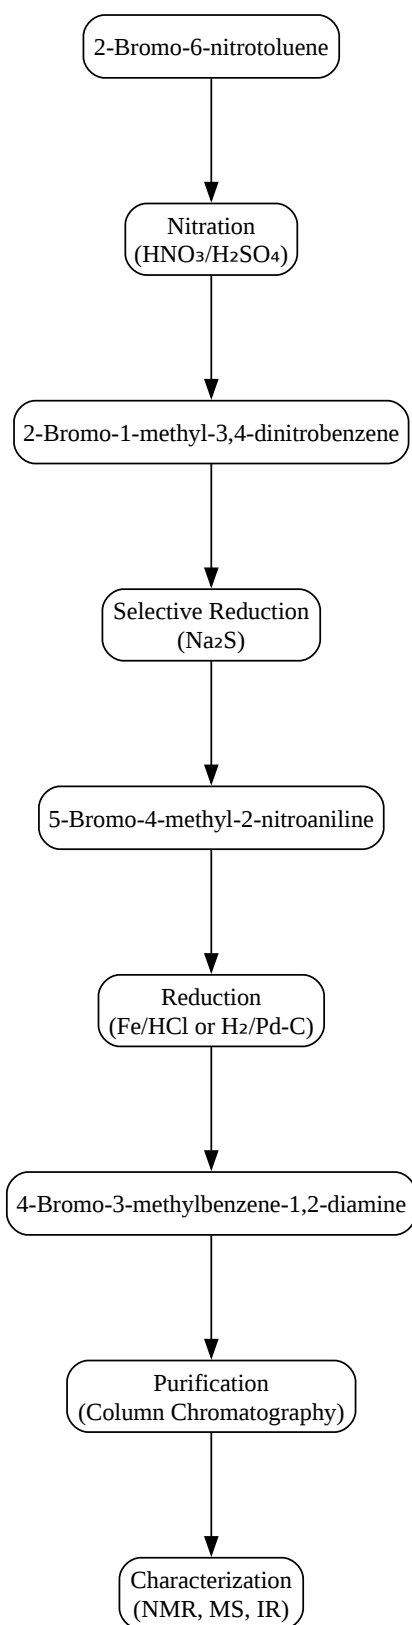 2-Bromo-6-nitrotoluene
Nitration
(HNO₃/H₂SO₄)
2-Bromo-1-methyl-3,4-dinitrobenzene
Selective Reduction
(Na₂S)
5-Bromo-4-methyl-2-nitroaniline
Reduction
(Fe/HCl or H₂/Pd-C)
4-Bromo-3-methylbenzene-1,2-diamine
Purification
(Column Chromatography)
Characterization
(NMR, MS, IR)